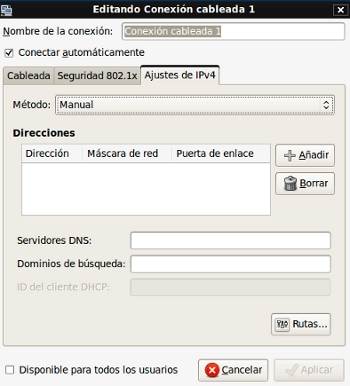 Editando Conexión cableada 1
Nombre de la conexión: Conexión cableada 1
Conectar automáticamente
Cableada Seguridad 802.1x Ajustes de IPv4
Método: Manual
Direcciones
Dirección Máscara de red Puerta de enlace
Añadir
Borrar
Servidores DNS:
Dominios de búsqueda:
ID del cliente DHCP:
Rutas...
Disponible para todos los usuarios
Cancelar
Aplicar